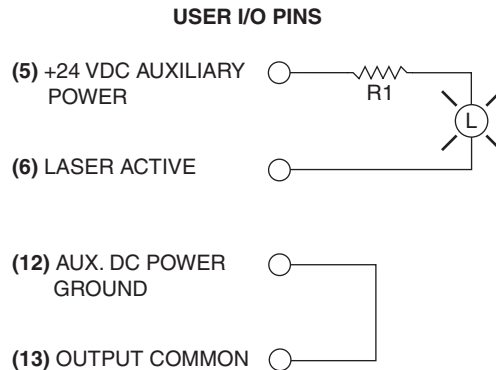 USER I/O PINS
(5) +24 VDC AUXILIARY
POWER
R1
L
(6) LASER ACTIVE
(12) AUX. DC POWER
GROUND
(13) OUTPUT COMMON